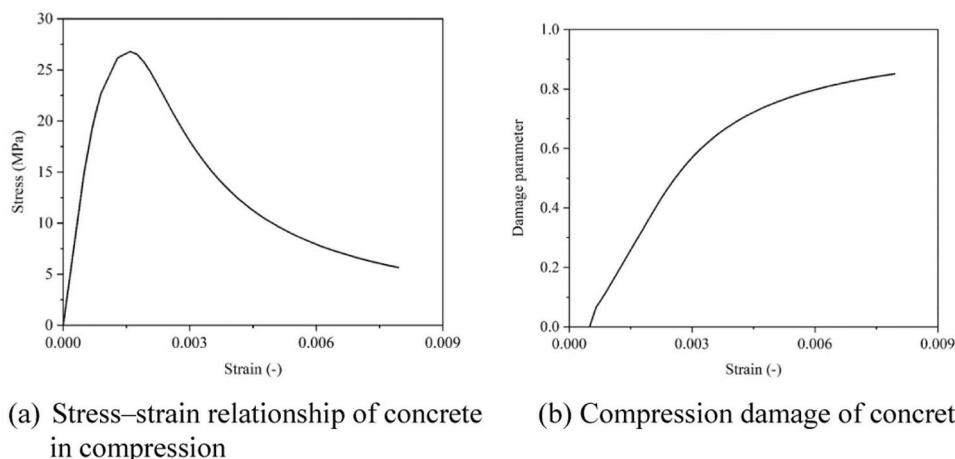 30
25
20
15
10
5
0
Stress (MPa)
0.000 0.003 0.006 0.009
Strain (-)
(a) Stress–strain relationship of concrete
in compression
1.0
0.8
0.6
0.4
0.2
0.0
Damage parameter
0.000 0.003 0.006 0.009
Strain (-)
(b) Compression damage of concret